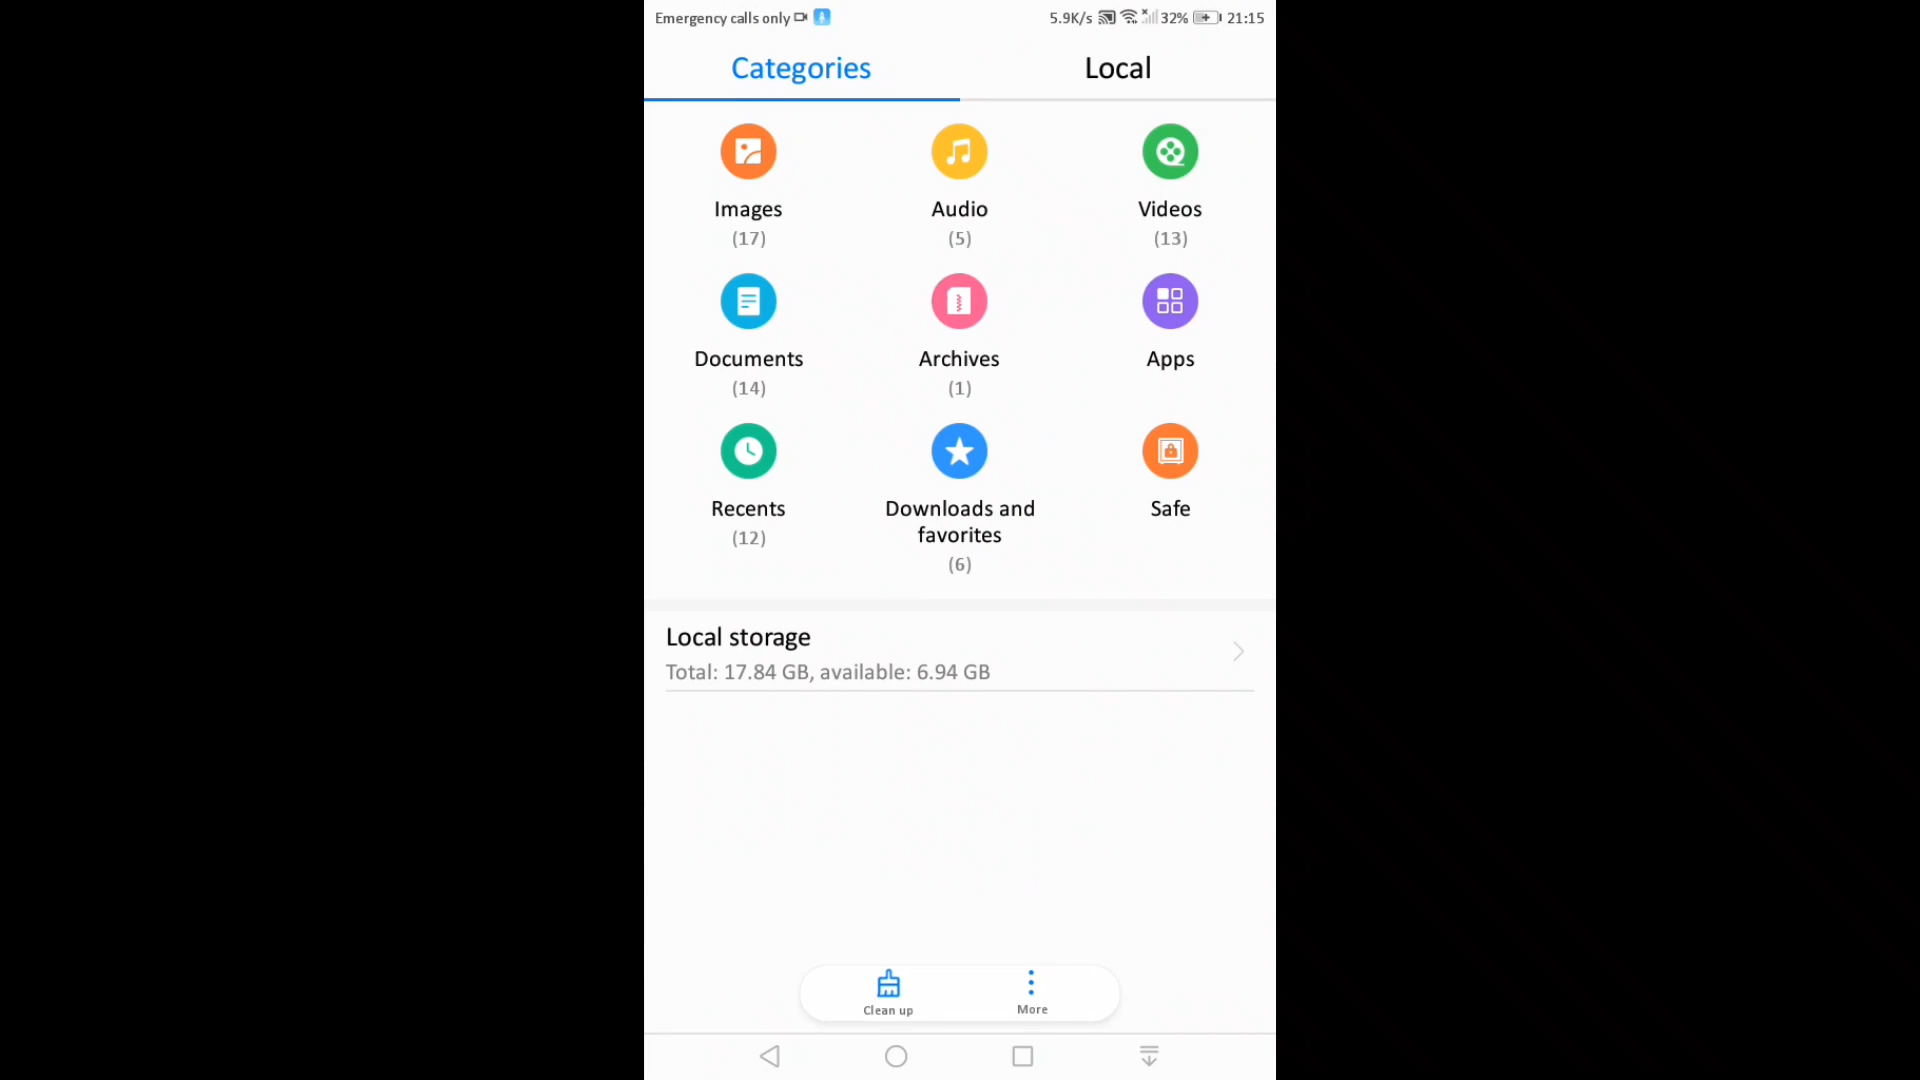 Emergency calls only
5.9K/s 32% 21:15
Categories Local
Images Audio Videos
(17) (5) (13)
Documents Archives Apps
(14) (1)
Recents Downloads and favorites Safe
(12) (6)
Local storage
Total: 17.84 GB, available: 6.94 GB
Clean up More